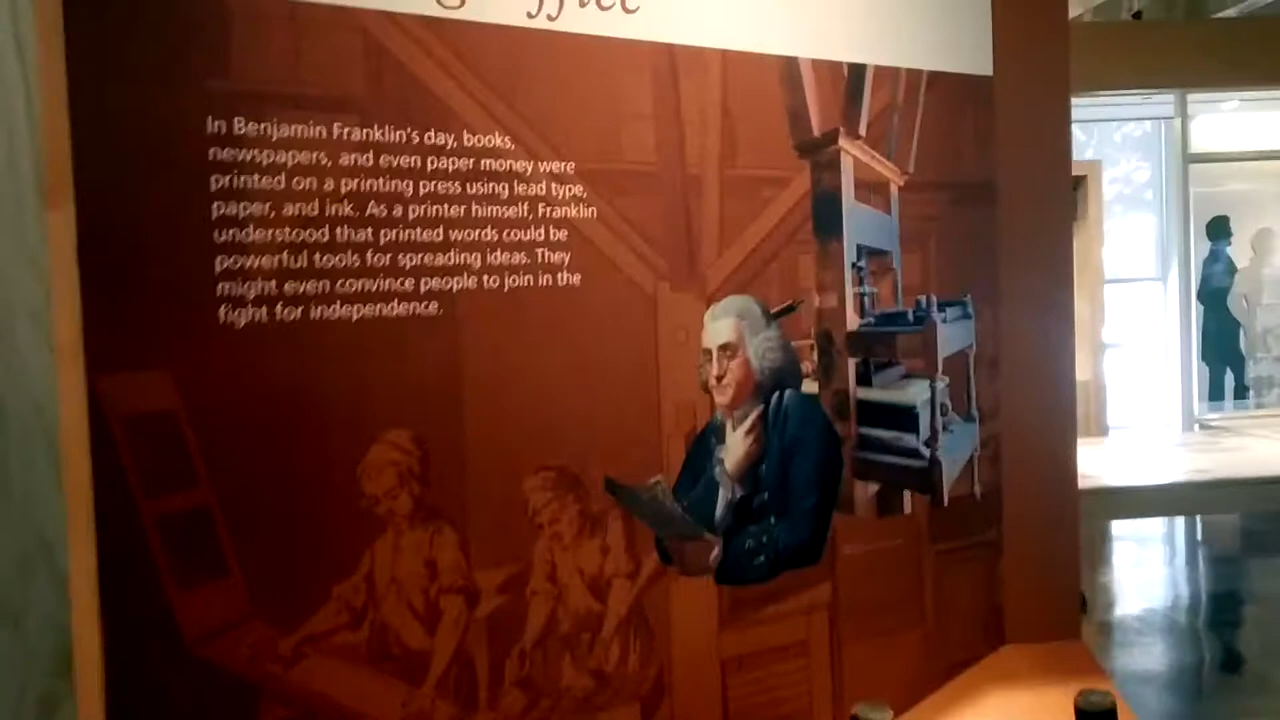 In Benjamin Franklin's day, books,
newspapers, and even paper money were
printed on a printing press using lead type,
paper, and ink. As a printer himself, Franklin
understood that printed words could be
powerful tools for spreading ideas. They
might even convince people to join in the
fight for independence.